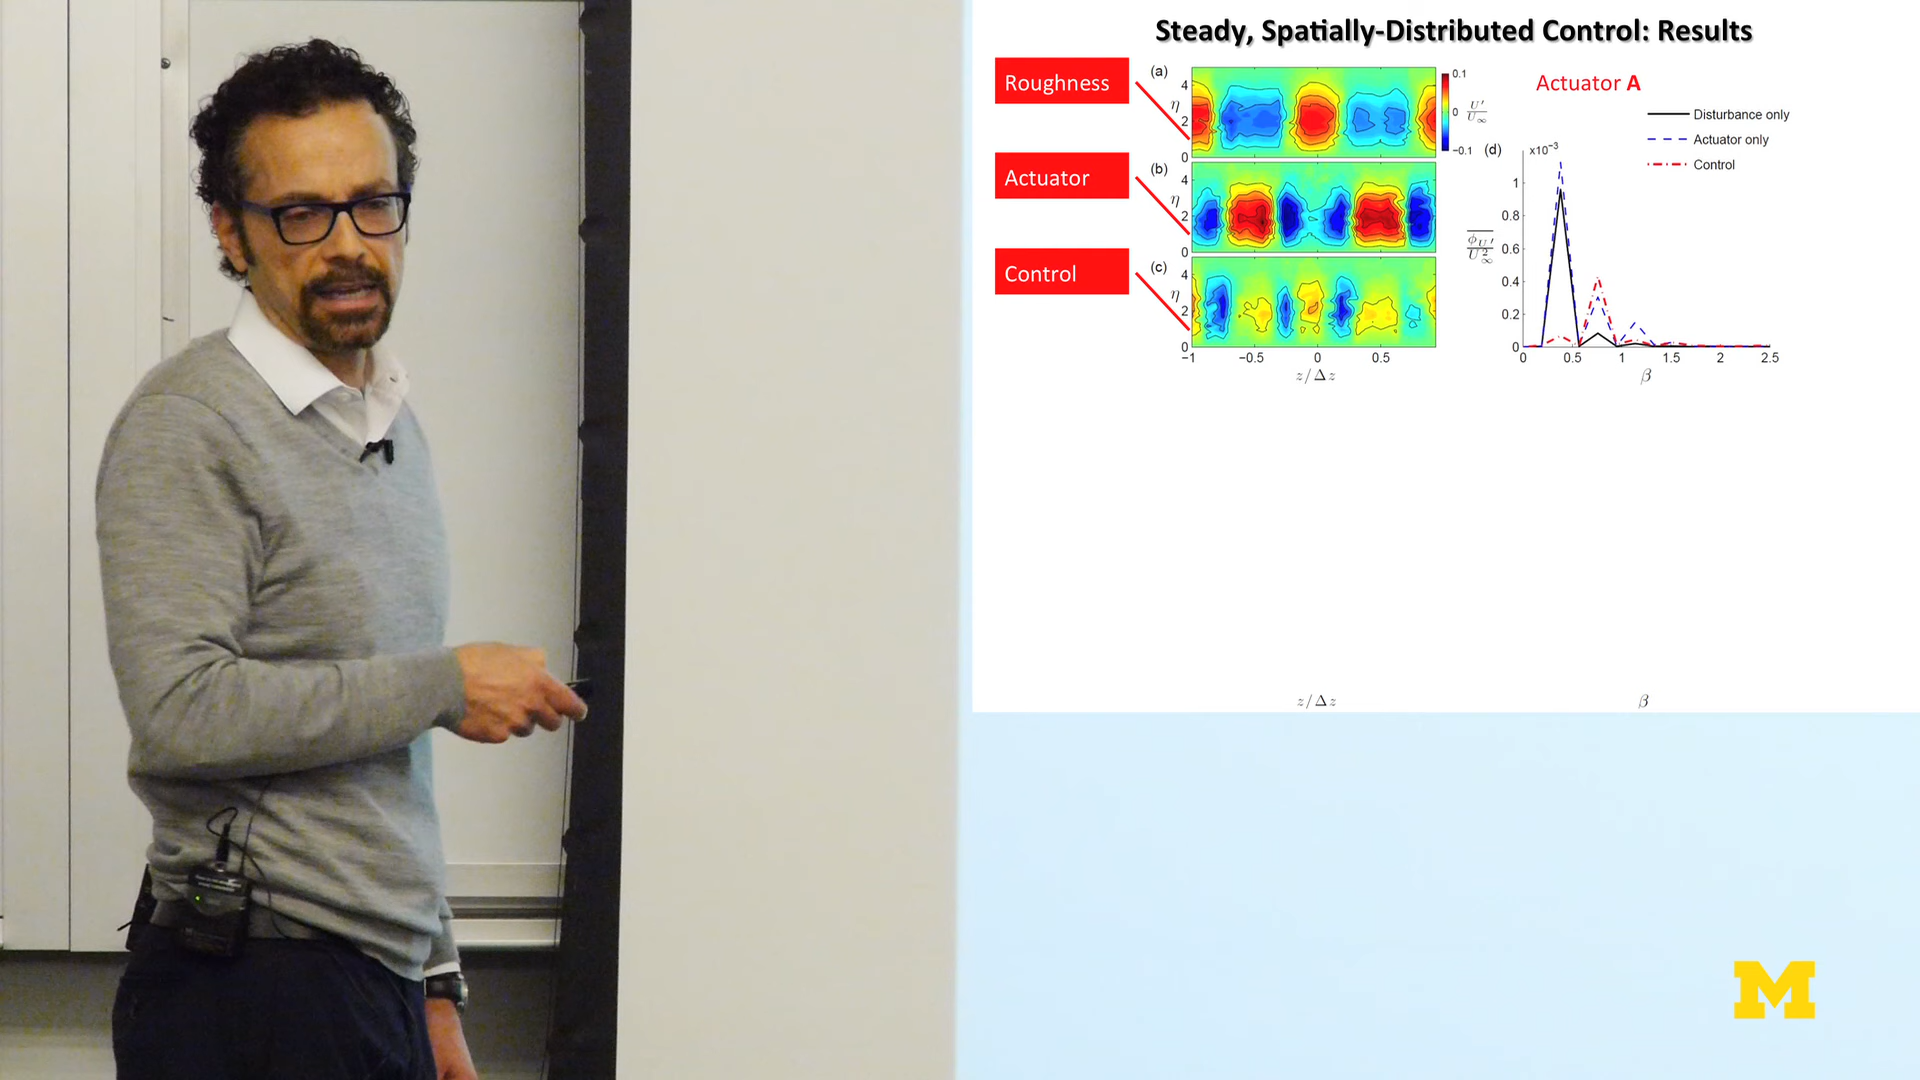 Steady, Spatially-Distributed Control: Results
Roughness
Actuator
Control
(a)
η
4
2
0
0.1
0
−0.1
U′
U∞
(b)
η
4
2
0
(c)
η
4
2
0
−1
−0.5
0
0.5
z/Δz
Actuator A
Disturbance only
Actuator only
Control
(d)
x10⁻³
1
0.8
0.6
0.4
0.2
0
ϕU′
U²∞
0
0.5
1
1.5
2
2.5
β
z/Δz
β
M